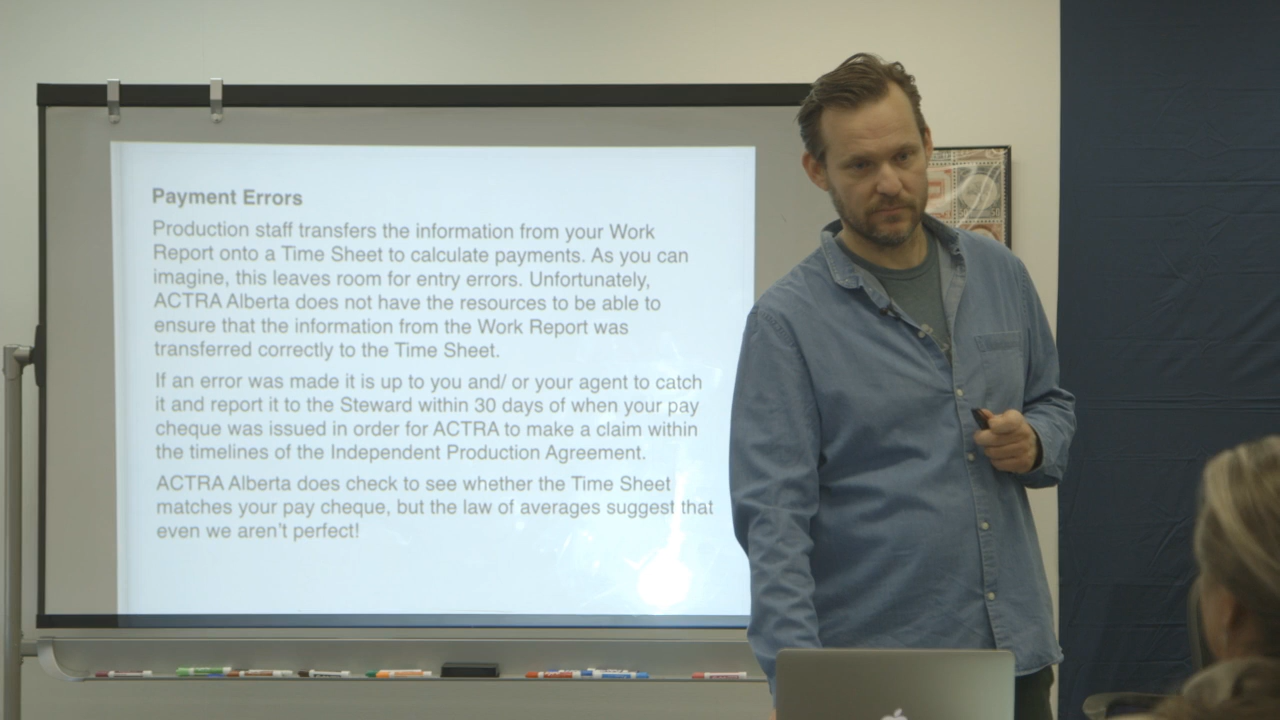 Payment Errors
Production staff transfers the information from your Work
Report onto a Time Sheet to calculate payments. As you can
imagine, this leaves room for entry errors. Unfortunately,
ACTRA Alberta does not have the resources to be able to
ensure that the information from the Work Report was
transferred correctly to the Time Sheet.
If an error was made it is up to you and/ or your agent to catch
it and report it to the Steward within 30 days of when your pay
cheque was issued in order for ACTRA to make a claim within
the timelines of the Independent Production Agreement.
ACTRA Alberta does check to see whether the Time Sheet
matches your pay cheque, but the law of averages suggest that
even we aren't perfect!